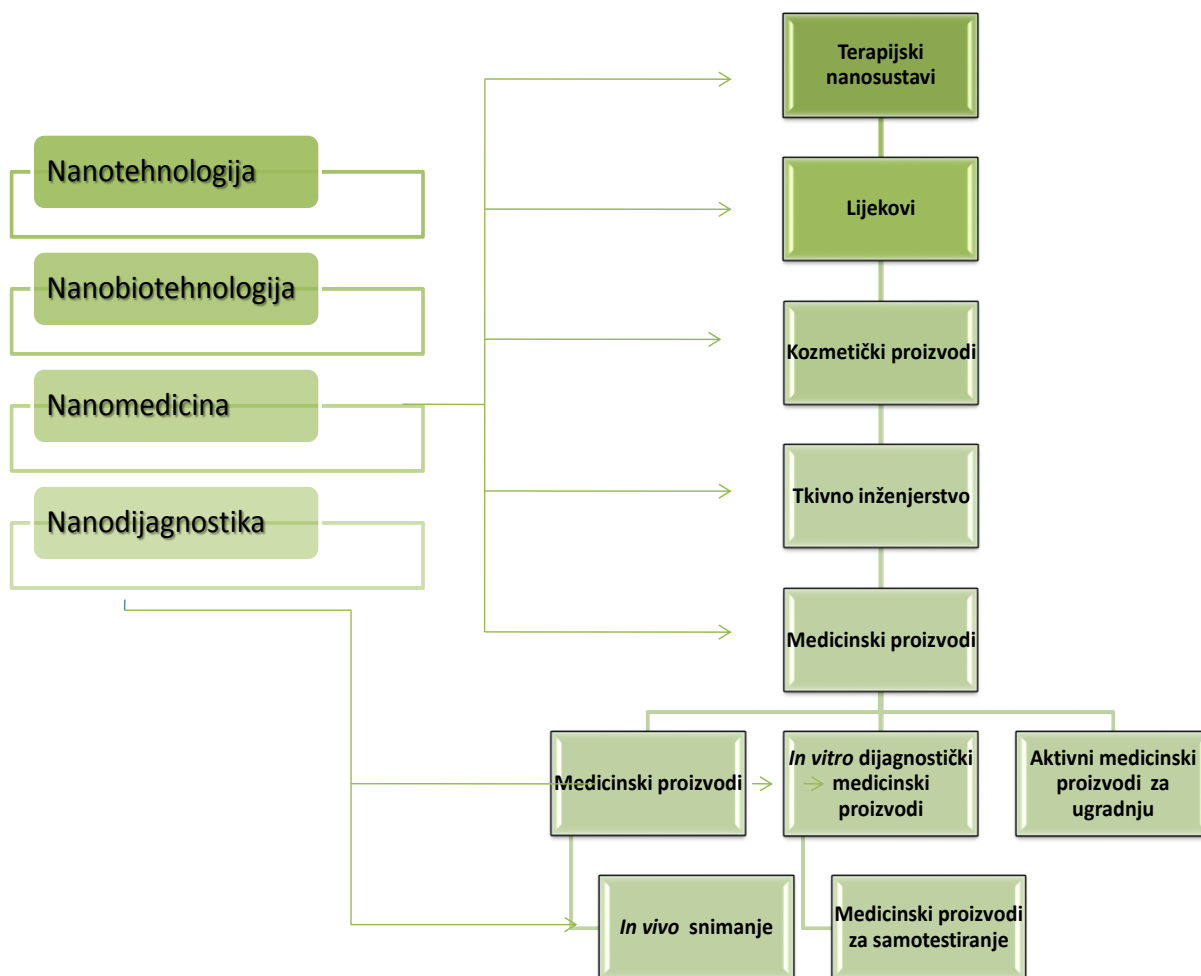 Nanotehnologija
Nanobiotehnologija
Nanomedicina
Nanodijagnostika
Terapijski
nanosustavi
Lijekovi
Kozmetički proizvodi
Tkivno inženjerstvo
Medicinski proizvodi
Medicinski proizvodi
In vitro dijagnostički
medicinski
proizvodi
Aktivni medicinski
proizvodi za
ugradnju
In vivo snimanje
Medicinski proizvodi
za samotestiranje